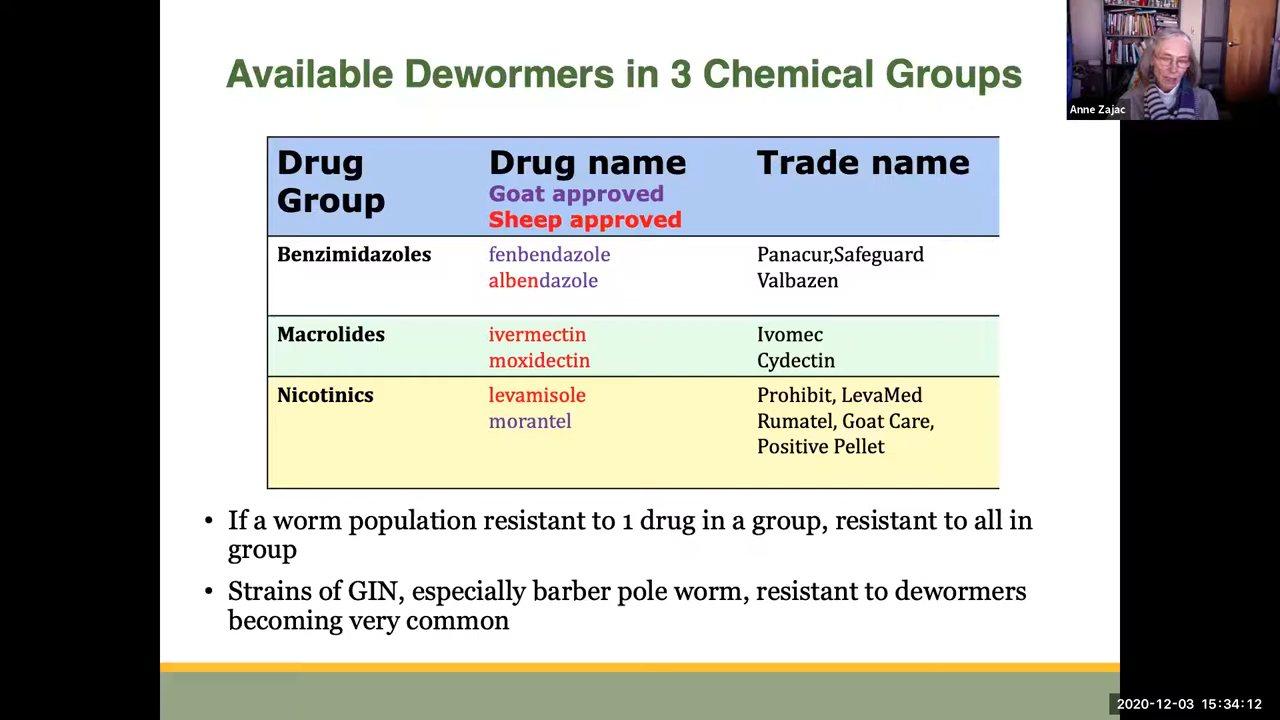 Available Dewormers in 3 Chemical Groups
Anne Zajac
Drug Group
Drug name
Goat approved
Sheep approved
Trade name
Benzimidazoles
fenbendazole
albendazole
Panacur,Safeguard
Valbazen
Macrolides
ivermectin
moxidectin
Ivomec
Cydectin
Nicotinics
levamisole
morantel
Prohibit, LevaMed
Rumatel, Goat Care,
Positive Pellet
• If a worm population resistant to 1 drug in a group, resistant to all in
group
• Strains of GIN, especially barber pole worm, resistant to dewormers
becoming very common
2020-12-03 15:34:12